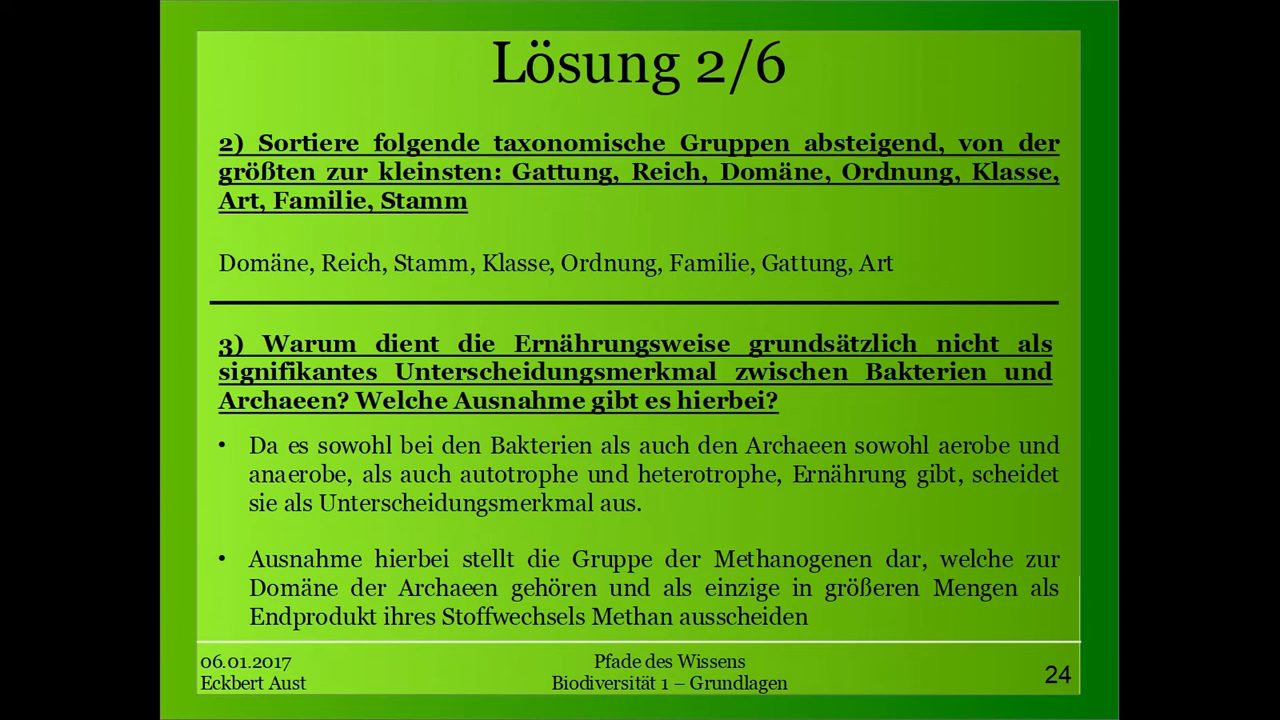 Lösung 2/6
2) Sortiere folgende taxonomische Gruppen absteigend, von der
größten zur kleinsten: Gattung, Reich, Domäne, Ordnung, Klasse,
Art, Familie, Stamm
Domäne, Reich, Stamm, Klasse, Ordnung, Familie, Gattung, Art
3) Warum dient die Ernährungsweise grundsätzlich nicht als
signifikantes Unterscheidungsmerkmal zwischen Bakterien und
Archaeen? Welche Ausnahme gibt es hierbei?
• Da es sowohl bei den Bakterien als auch den Archaeen sowohl aerobe und
anaerobe, als auch autotrophe und heterotrophe, Ernährung gibt, scheidet
sie als Unterscheidungsmerkmal aus.
• Ausnahme hierbei stellt die Gruppe der Methanogenen dar, welche zur
Domäne der Archaeen gehören und als einzige in größeren Mengen als
Endprodukt ihres Stoffwechsels Methan ausscheiden
06.01.2017
Eckbert Aust
Pfade des Wissens
Biodiversität 1 – Grundlagen
24